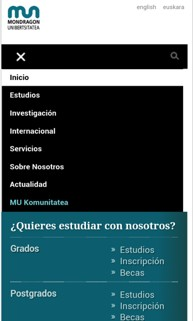 MONDRAGON
UNIBERTSITATEA
english euskara
Inicio
Estudios
Investigación
Internacional
Servicios
Sobre Nosotros
Actualidad
MU Komunitatea
¿Quieres estudiar con nosotros?
Grados
» Estudios
» Inscripción
» Becas
Postgrados
» Estudios
» Inscripción
» Becas